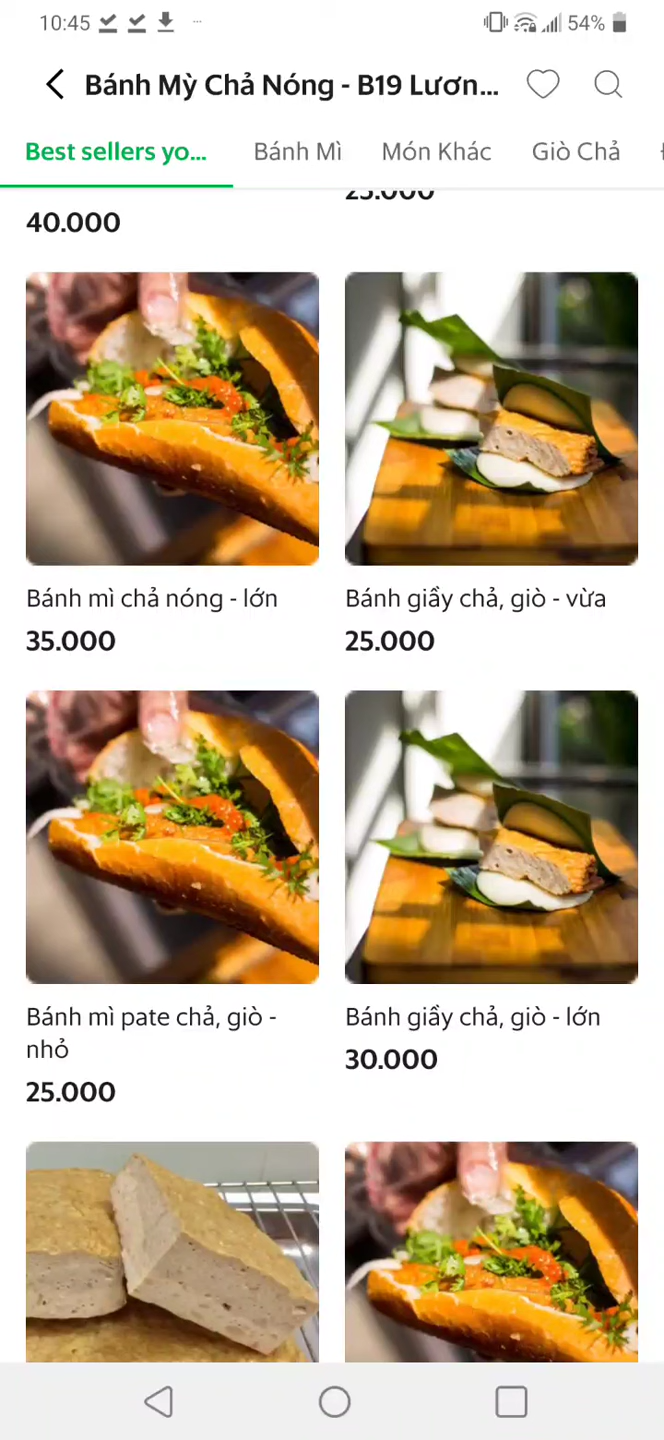 10:45 ... 54%
Bánh Mỳ Chả Nóng - B19 Lươn...
Best sellers yo... Bánh Mì Món Khác Giò Chả
40.000
Bánh mì chả nóng - lớn
35.000
Bánh giầy chả, giò - vừa
25.000
Bánh mì pate chả, giò -
nhỏ
25.000
Bánh giầy chả, giò - lớn
30.000